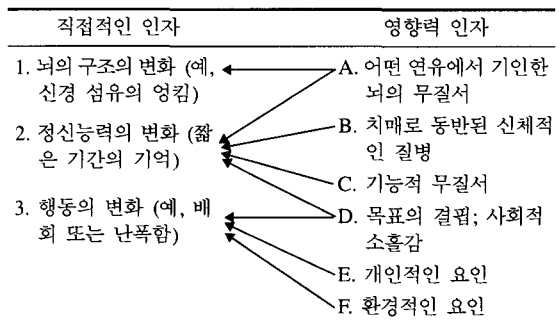 직접적인 인자
영향력 인자
1. 뇌의 구조의 변화 (예,
신경 섬유의 엉킴)
2. 정신능력의 변화 (짧
은 기간의 기억)
3. 행동의 변화 (예, 배
회 또는 난폭함)
A. 어떤 연유에서 기인한
뇌의 무질서
B. 치매로 동반된 신체적
인 질병
C. 기능적 무질서
D. 목표의 결핍; 사회적
소홀감
E. 개인적인 요인
F. 환경적인 요인